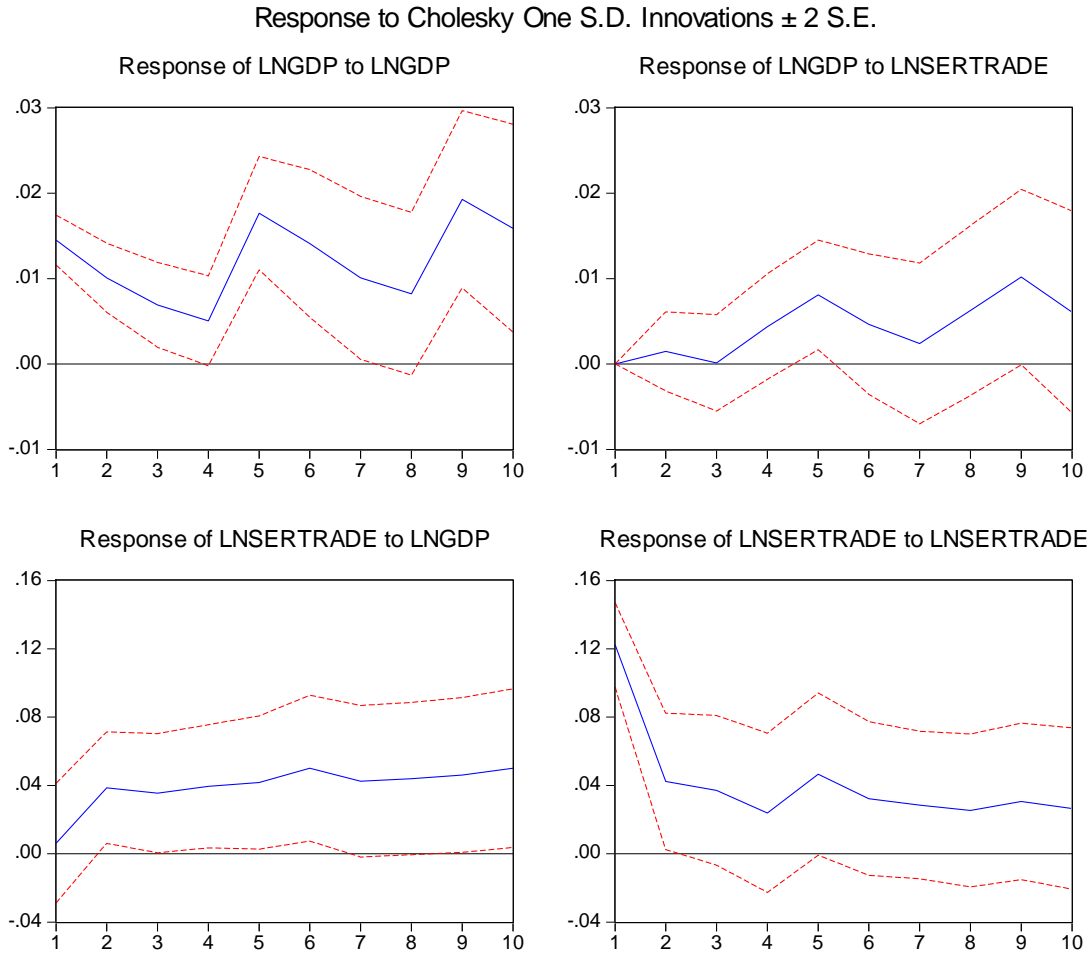 Response to Cholesky One S.D. Innovations ± 2 S.E.
Response of LNGDP to LNGDP
.03
.02
.01
.00
-.01
1 2 3 4 5 6 7 8 9 10
Response of LNGDP to LNSERTRADE
.03
.02
.01
.00
-.01
1 2 3 4 5 6 7 8 9 10
Response of LNSERTRADE to LNGDP
.16
.12
.08
.04
.00
-.04
1 2 3 4 5 6 7 8 9 10
Response of LNSERTRADE to LNSERTRADE
.16
.12
.08
.04
.00
-.04
1 2 3 4 5 6 7 8 9 10